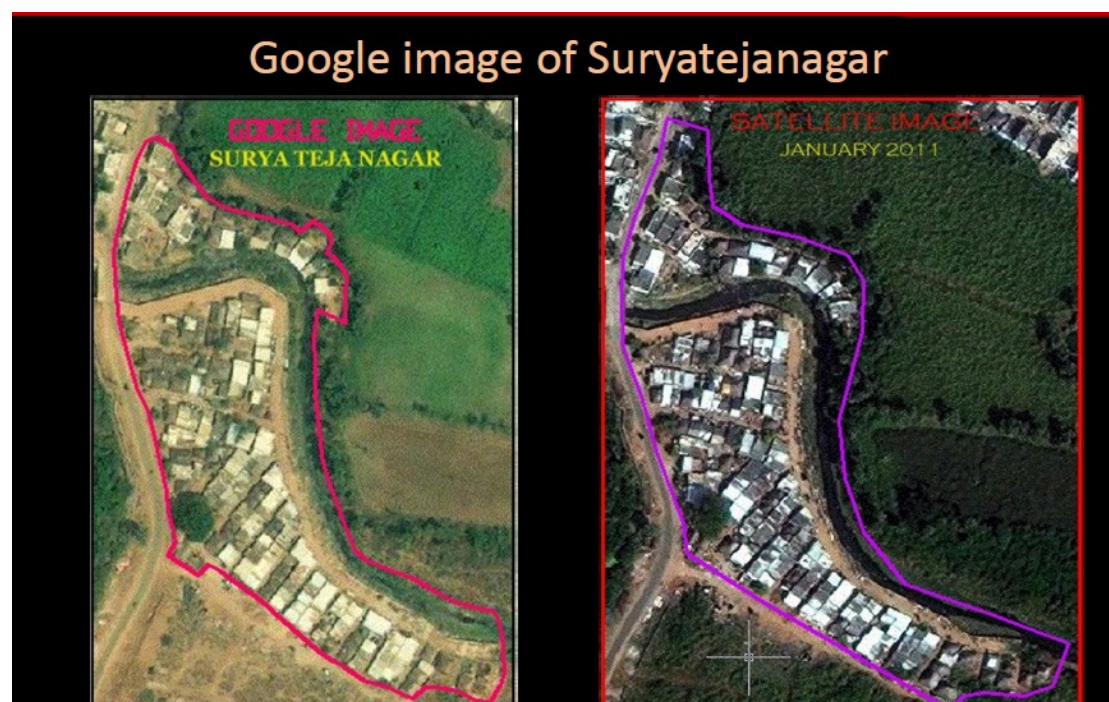 Google image of Suryatejanagar
GOOGLE IMAGE
SURYA TEJA NAGAR
SATELLITE IMAGE
JANUARY 2011